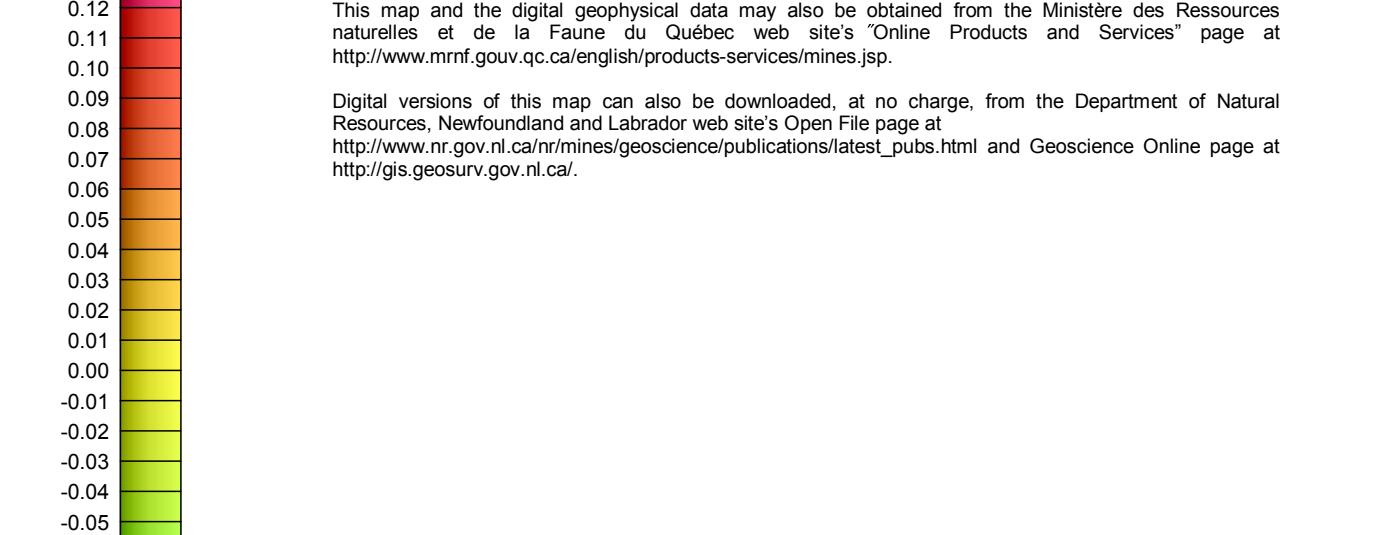 0.12
0.11
0.10
0.09
0.08
0.07
0.06
0.05
0.04
0.03
0.02
0.01
0.00
-0.01
-0.02
-0.03
-0.04
-0.05
This map and the digital geophysical data may also be obtained from the Ministère des Ressources
naturelles et de la Faune du Québec web site's ˝Online Products and Services" page at
http://www.mrnf.gouv.qc.ca/english/products-services/mines.jsp.
Digital versions of this map can also be downloaded, at no charge, from the Department of Natural
Resources, Newfoundland and Labrador web site's Open File page at
http://www.nr.gov.nl.ca/nr/mines/geoscience/publications/latest_pubs.html and Geoscience Online page at
http://gis.geosurv.gov.nl.ca/.